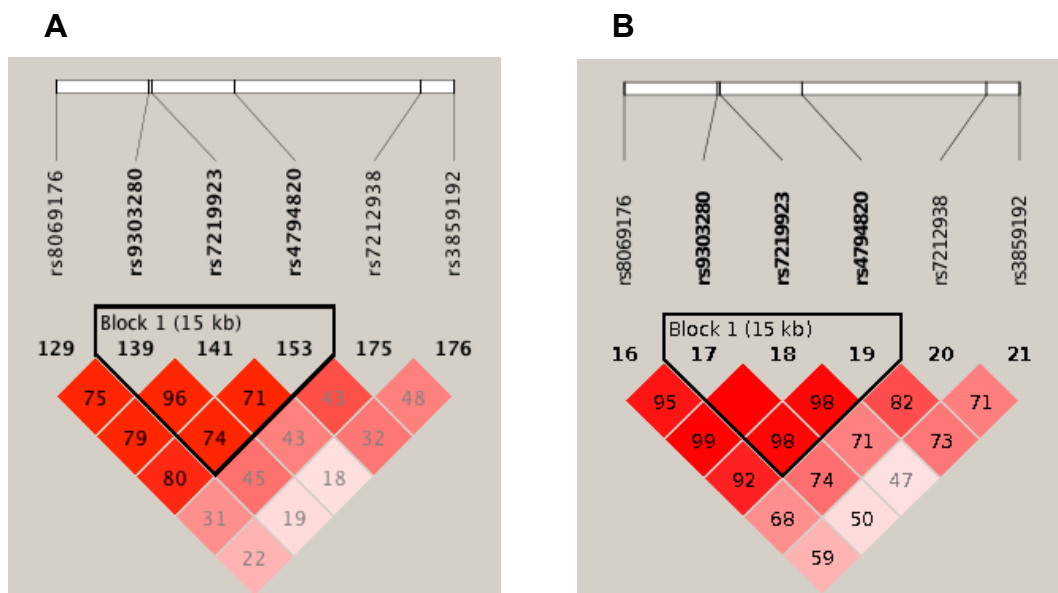 A
rs8069176 rs9303280 rs7219923 rs4794820 rs7212938 rs3859192
Block 1 (15 kb)
129 139 141 153 175 176
75 96 71 43 48
79 74 43 32
80 45 18
31 19
22
B
rs8069176 rs9303280 rs7219923 rs4794820 rs7212938 rs3859192
Block 1 (15 kb)
16 17 18 19 20 21
95 98 82 71
99 98 71 73
92 74 47
68 50
59